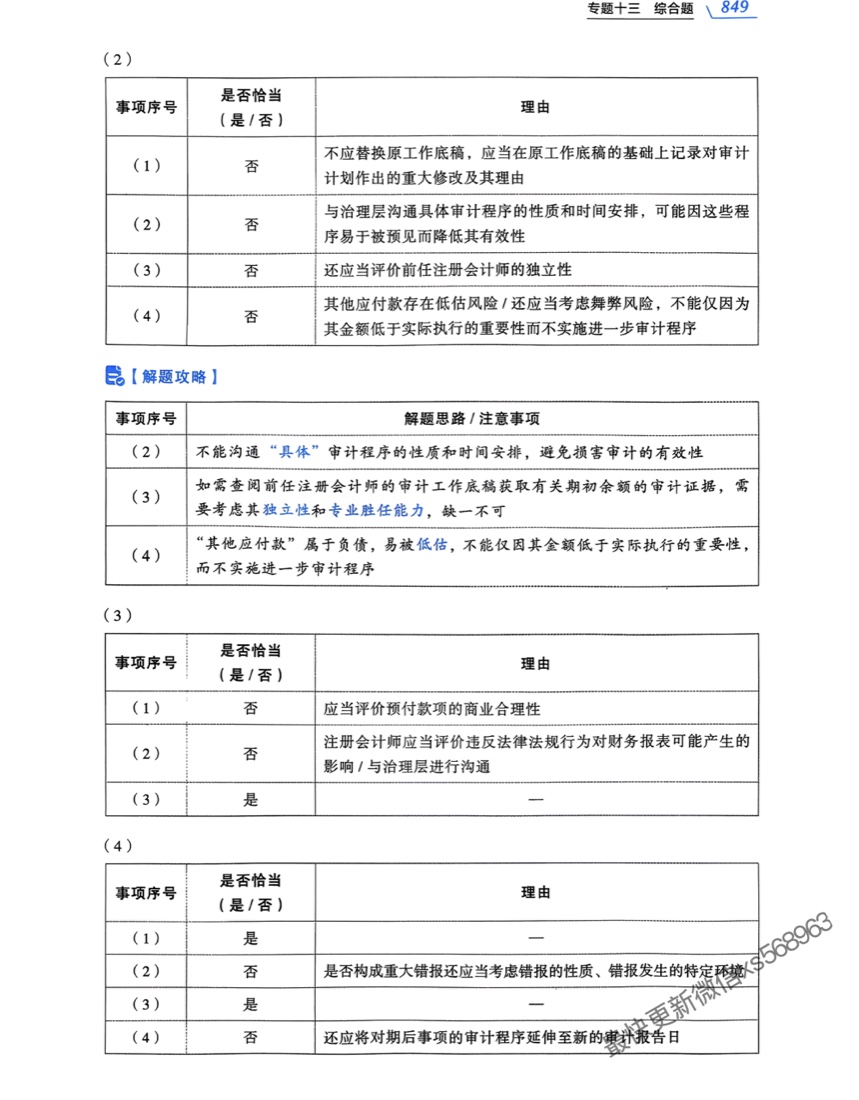 专题十三 综合题 849
（2）
事项序号 是否恰当 理由
（是/否）
（1） 否 不应替换原工作底稿，应当在原工作底稿的基础上记录对审计
计划作出的重大修改及其理由
（2） 否 与治理层沟通具体审计程序的性质和时间安排，可能因这些程
序易于被预见而降低其有效性
（3） 否 还应当评价前任注册会计师的独立性
（4） 否 其他应付款存在低估风险/还应当考虑舞弊风险，不能仅因为
其金额低于实际执行的重要性而不实施进一步审计程序
【解题攻略】
事项序号 解题思路/注意事项
（2） 不能沟通“具体”审计程序的性质和时间安排，避免损害审计的有效性
（3） 如需查阅前任注册会计师的审计工作底稿获取有关期初余额的审计证据，需
要考虑其独立性和专业胜任能力，缺一不可
（4） “其他应付款”属于负债，易被低估，不能仅因其金额低于实际执行的重要性，
而不实施进一步审计程序
（3）
事项序号 是否恰当 理由
（是/否）
（1） 否 应当评价预付款项的商业合理性
（2） 否 注册会计师应当评价违反法律法规行为对财务报表可能产生的
影响/与治理层进行沟通
（3） 是 —
（4）
事项序号 是否恰当 理由
（是/否）
（1） 是 —
（2） 否 是否构成重大错报还应当考虑错报的性质、错报发生的特定环境
（3） 是 —
（4） 否 还应将对期后事项的审计程序延伸至新的审计报告日
最快更新微信xs568963